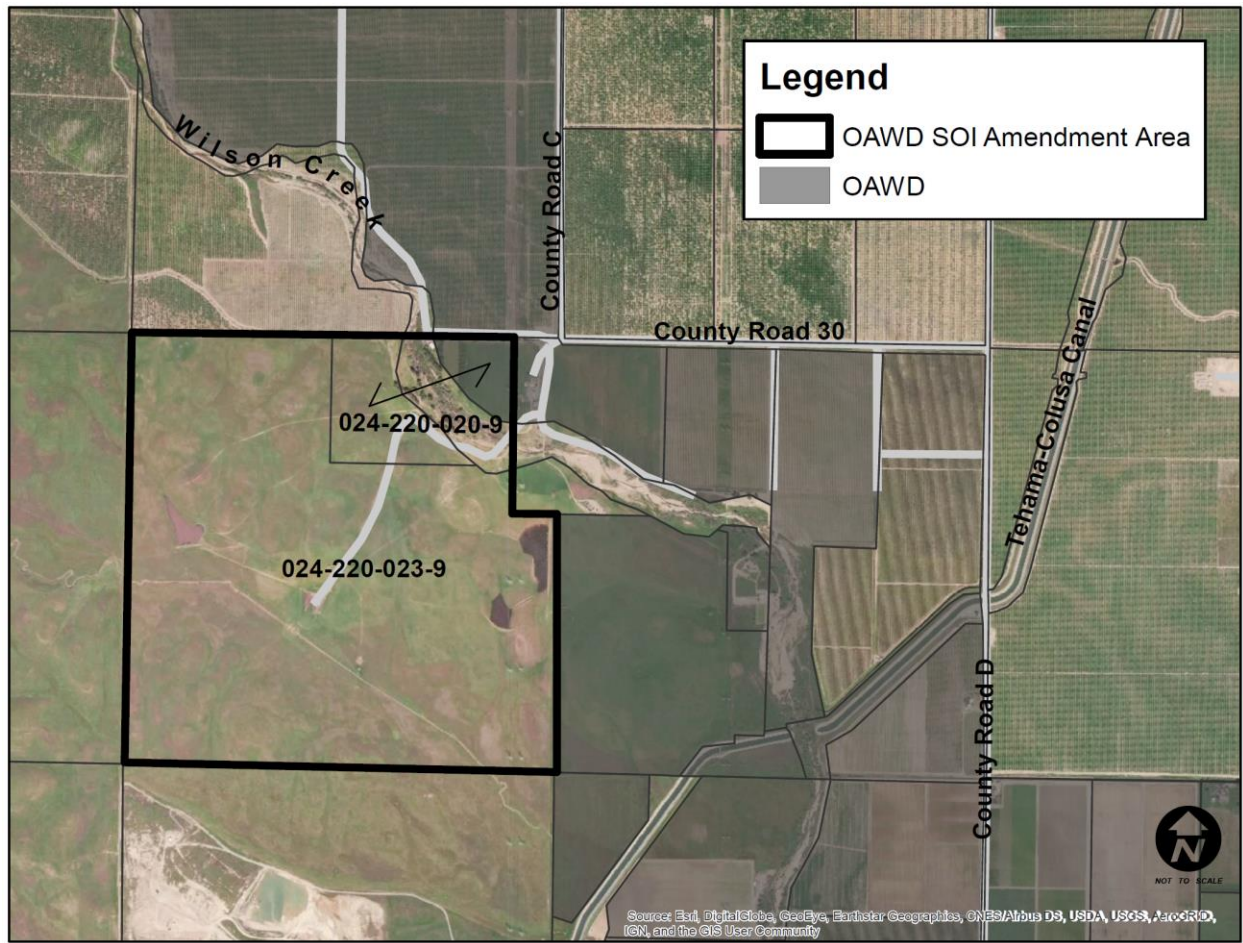 Legend
OAWD SOI Amendment Area
OAWD
Wilson Creek
County Road C
County Road 30
Tehama-Colusa Canal
024-220-020-9
024-220-023-9
County Road D
N
NOT TO SCALE
Source: Esri, DigitalGlobe, GeoEye, Earthstar Geographics, CNES/Airbus DS, USDA, USGS, AeroGRID,
IGN, and the GIS User Community